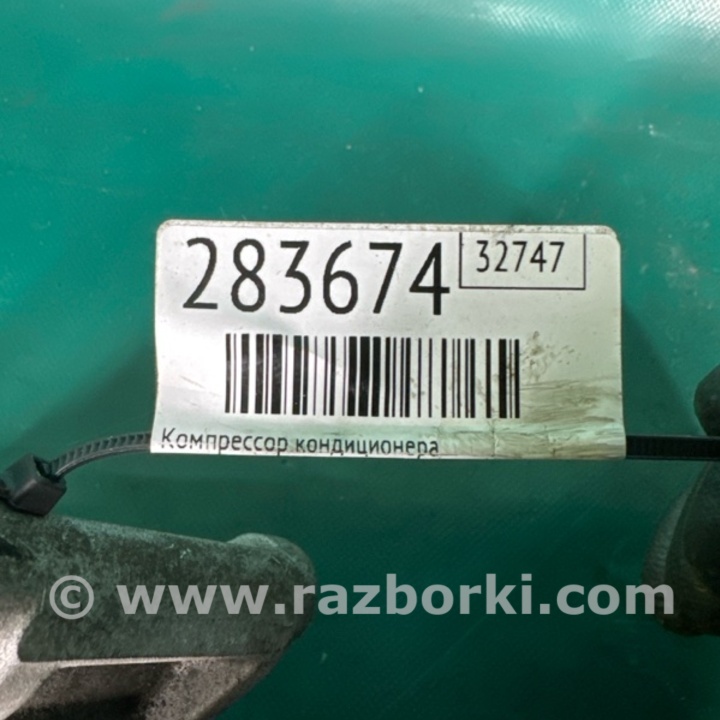 283674 32747
Компрессор кондиционера
© www.razborki.com